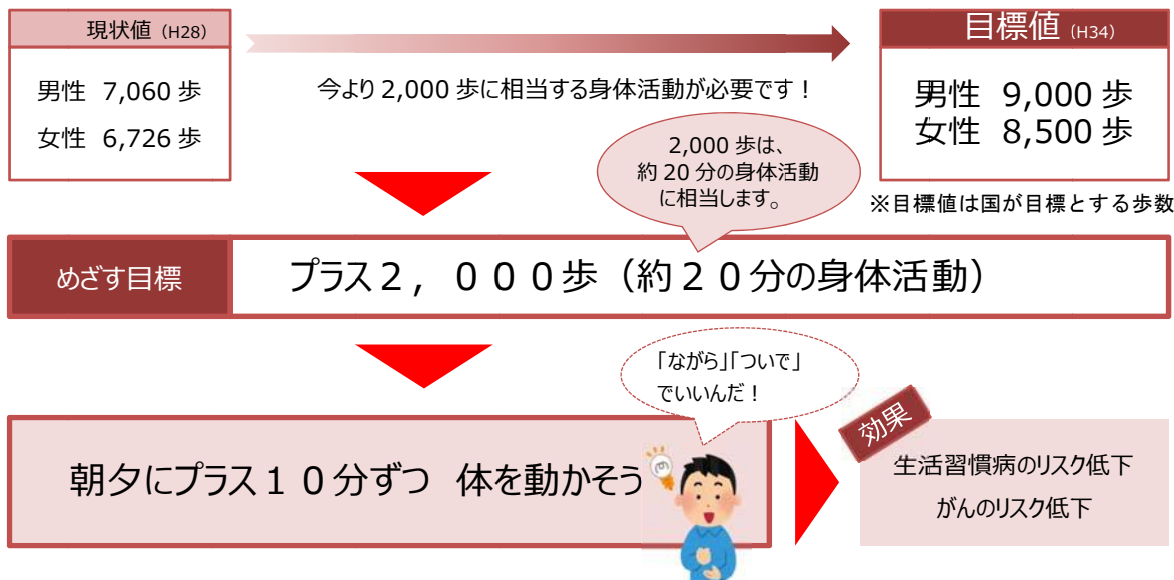 現状値 (H28)
男性 7,060 歩
女性 6,726 歩
今より 2,000 歩に相当する身体活動が必要です！
目標値 (H34)
男性 9,000 歩
女性 8,500 歩
※目標値は国が目標とする歩数
2,000 歩は、
約 20 分の身体活動
に相当します。
めざす目標
プラス２，０００歩（約２０分の身体活動）
「ながら」「ついで」
でいいんだ！
朝夕にプラス１０分ずつ 体を動かそう
効果
生活習慣病のリスク低下
がんのリスク低下